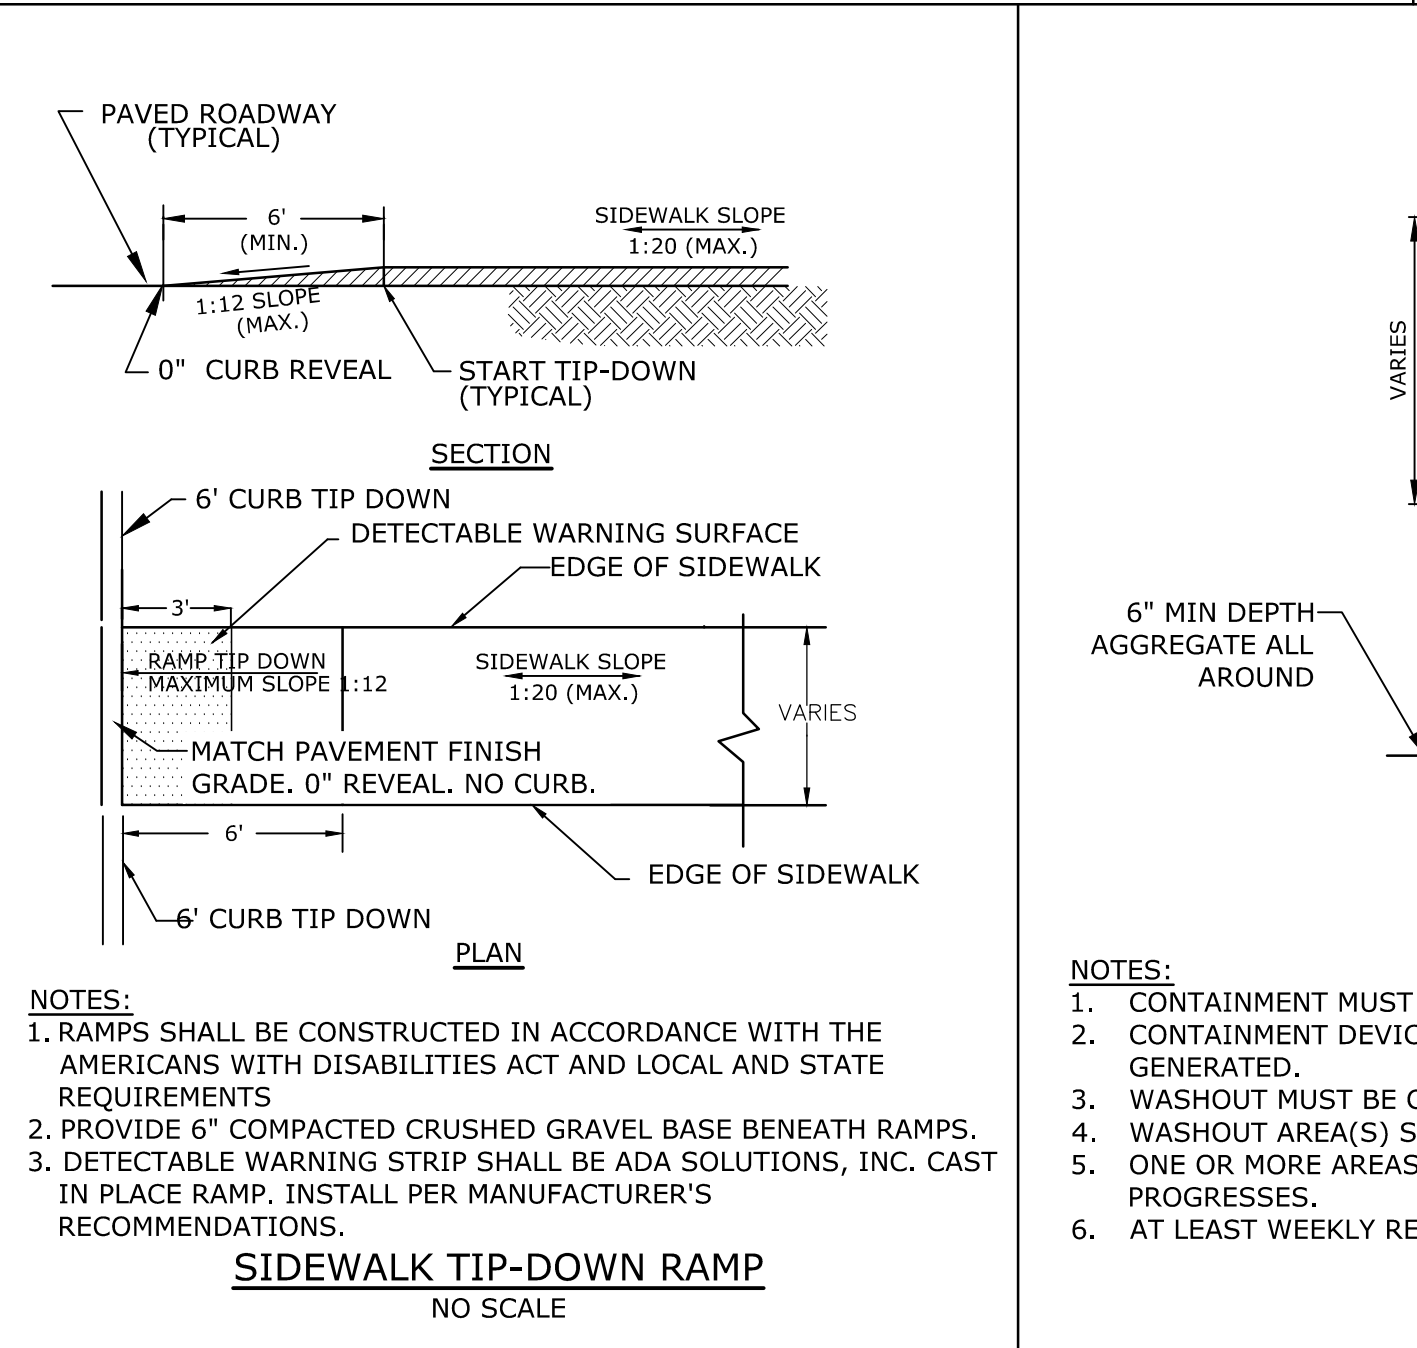 PAVED ROADWAY
(TYPICAL)
6'
(MIN.)
SIDEWALK SLOPE
1:20 (MAX.)
1:12 SLOPE
(MAX.)
0" CURB REVEAL
START TIP-DOWN
(TYPICAL)
SECTION
6' CURB TIP DOWN
DETECTABLE WARNING SURFACE
EDGE OF SIDEWALK
3'
RAMP TIP DOWN
MAXIMUM SLOPE 1:12
SIDEWALK SLOPE
1:20 (MAX.)
VARIES
MATCH PAVEMENT FINISH
GRADE. 0" REVEAL. NO CURB.
6'
EDGE OF SIDEWALK
6' CURB TIP DOWN
PLAN
NOTES:
1. RAMPS SHALL BE CONSTRUCTED IN ACCORDANCE WITH THE
AMERICANS WITH DISABILITIES ACT AND LOCAL AND STATE
REQUIREMENTS
2. PROVIDE 6" COMPACTED CRUSHED GRAVEL BASE BENEATH RAMPS.
3. DETECTABLE WARNING STRIP SHALL BE ADA SOLUTIONS, INC. CAST
IN PLACE RAMP. INSTALL PER MANUFACTURER'S
RECOMMENDATIONS.
SIDEWALK TIP-DOWN RAMP
NO SCALE
VARIES
6" MIN DEPTH
AGGREGATE ALL
AROUND
NOTES:
1. CONTAINMENT MUST
2. CONTAINMENT
GENERATED.
3. WASHOUT MUST BE
4. WASHOUT AREA(S)
5. ONE OR MORE AREAS
PROGRESSES.
6. AT LEAST WEEKLY